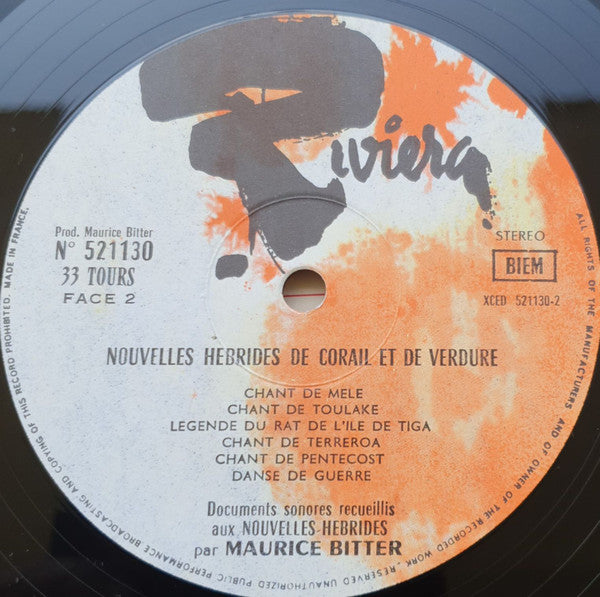 Riviera
Prod. Maurice Bitter
N° 521130
33 TOURS
FACE 2
STEREO
BIEM
XCED 521130-2
NOUVELLES HEBRIDES DE CORAIL ET DE VERDURE
CHANT DE MELE
CHANT DE TOULAKE
LEGENDE DU RAT DE L'ILE DE TIGA
CHANT DE TERREROA
CHANT DE PENTECOST
DANSE DE GUERRE
Documents sonores recueillis
aux NOUVELLES-HEBRIDES
par MAURICE BITTER
ALL RIGHTS OF THE MANUFACTURERS AND OF OWNER OF THE RECORDED WORK RESERVED UNAUTHORIZED PUBLIC PERFORMANCE BROADCASTING AND COPYING OF THIS RECORD PROHIBITED. MADE IN FRANCE.